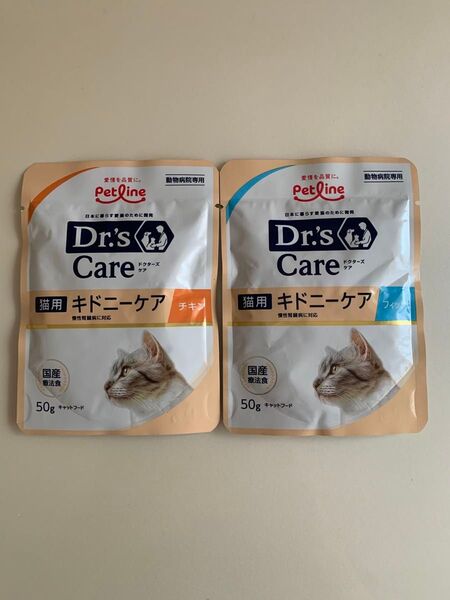 愛情を品質に。
Petline
動物病院専用
日本に暮らす愛猫のために開発
Dr.'s
Care ドクターズ
ケア
猫用 キドニーケア チキン
慢性腎臓病に対応
国産
療法食
50g キャットフード
愛情を品質に。
Petline
動物病院専用
日本に暮らす愛猫のために開発
Dr.'s
Care ドクターズ
ケア
猫用 キドニーケア
慢性腎臓病に対応
国産
療法食
50g キャットフード